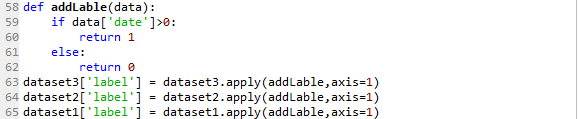 58 def addLable(data):
59     if data['date']>0:
60         return 1
61     else:
62         return 0
63 dataset3['label'] = dataset3.apply(addLable,axis=1)
64 dataset2['label'] = dataset2.apply(addLable,axis=1)
65 dataset1['label'] = dataset1.apply(addLable,axis=1)